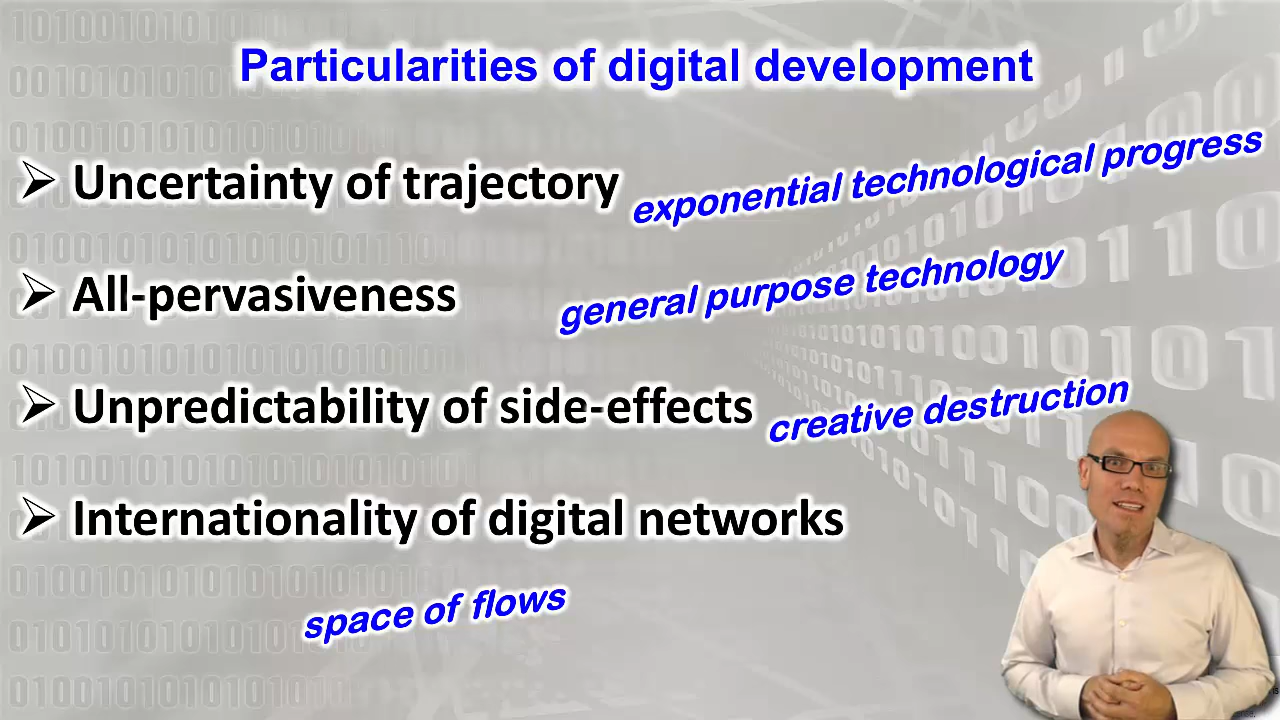 Particularities of digital development
➢ Uncertainty of trajectory
exponential technological progress
➢ All-pervasiveness
general purpose technology
➢ Unpredictability of side-effects
creative destruction
➢ Internationality of digital networks
space of flows